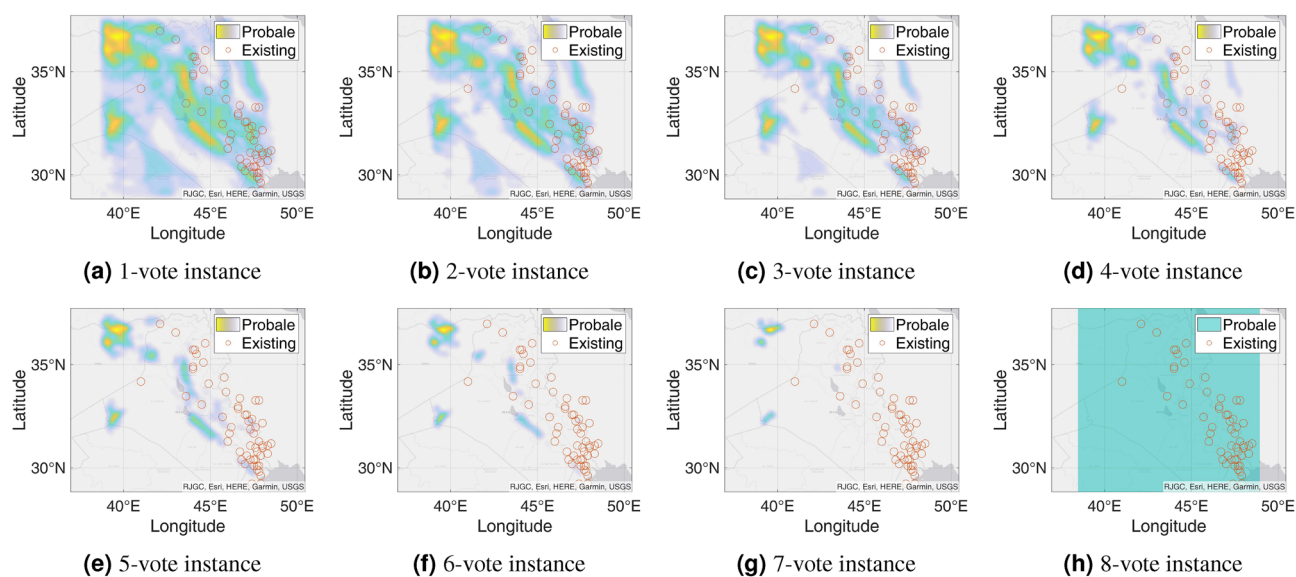 Latitude
35°N
30°N
Probale
Existing
RJGC, Esri, HERE, Garmin, USGS
40°E 45°E 50°E
Longitude
(a) 1-vote instance
Latitude
35°N
30°N
Probale
Existing
RJGC, Esri, HERE, Garmin, USGS
40°E 45°E 50°E
Longitude
(b) 2-vote instance
Latitude
35°N
30°N
Probale
Existing
RJGC, Esri, HERE, Garmin, USGS
40°E 45°E 50°E
Longitude
(c) 3-vote instance
Latitude
35°N
30°N
Probale
Existing
RJGC, Esri, HERE, Garmin, USGS
40°E 45°E 50°E
Longitude
(d) 4-vote instance
Latitude
35°N
30°N
Probale
Existing
RJGC, Esri, HERE, Garmin, USGS
40°E 45°E 50°E
Longitude
(e) 5-vote instance
Latitude
35°N
30°N
Probale
Existing
RJGC, Esri, HERE, Garmin, USGS
40°E 45°E 50°E
Longitude
(f) 6-vote instance
Latitude
35°N
30°N
Probale
Existing
RJGC, Esri, HERE, Garmin, USGS
40°E 45°E 50°E
Longitude
(g) 7-vote instance
Latitude
35°N
30°N
Probale
Existing
RJGC, Esri, HERE, Garmin, USGS
40°E 45°E 50°E
Longitude
(h) 8-vote instance